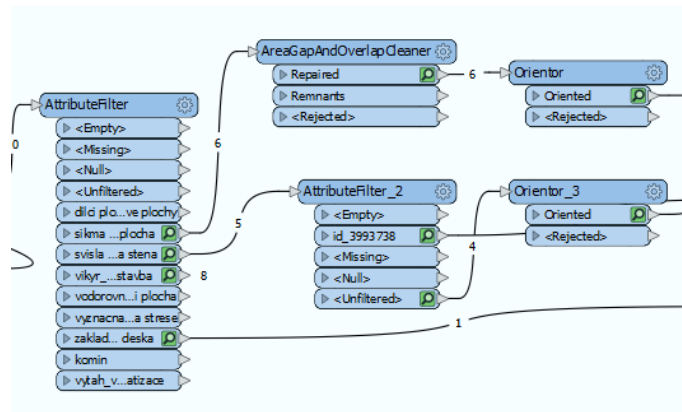 AreaGapAndOverlapCleaner
Repaired
Remnants
<Rejected>
6
Orientor
Oriented
<Rejected>
AttributeFilter
<Empty>
<Missing>
<Null>
<Unfiltered>
dilci plo...ve plochy
sikma ...plocha
svisla ...a stena
vikyr_...stavba
vodorovn...i plocha
vyznacna...a strese
zaklad... deska
komin
vytah_v...atizace
0
6
5
8
AttributeFilter_2
<Empty>
id_3993738
<Missing>
<Null>
<Unfiltered>
4
Orientor_3
Oriented
<Rejected>
1